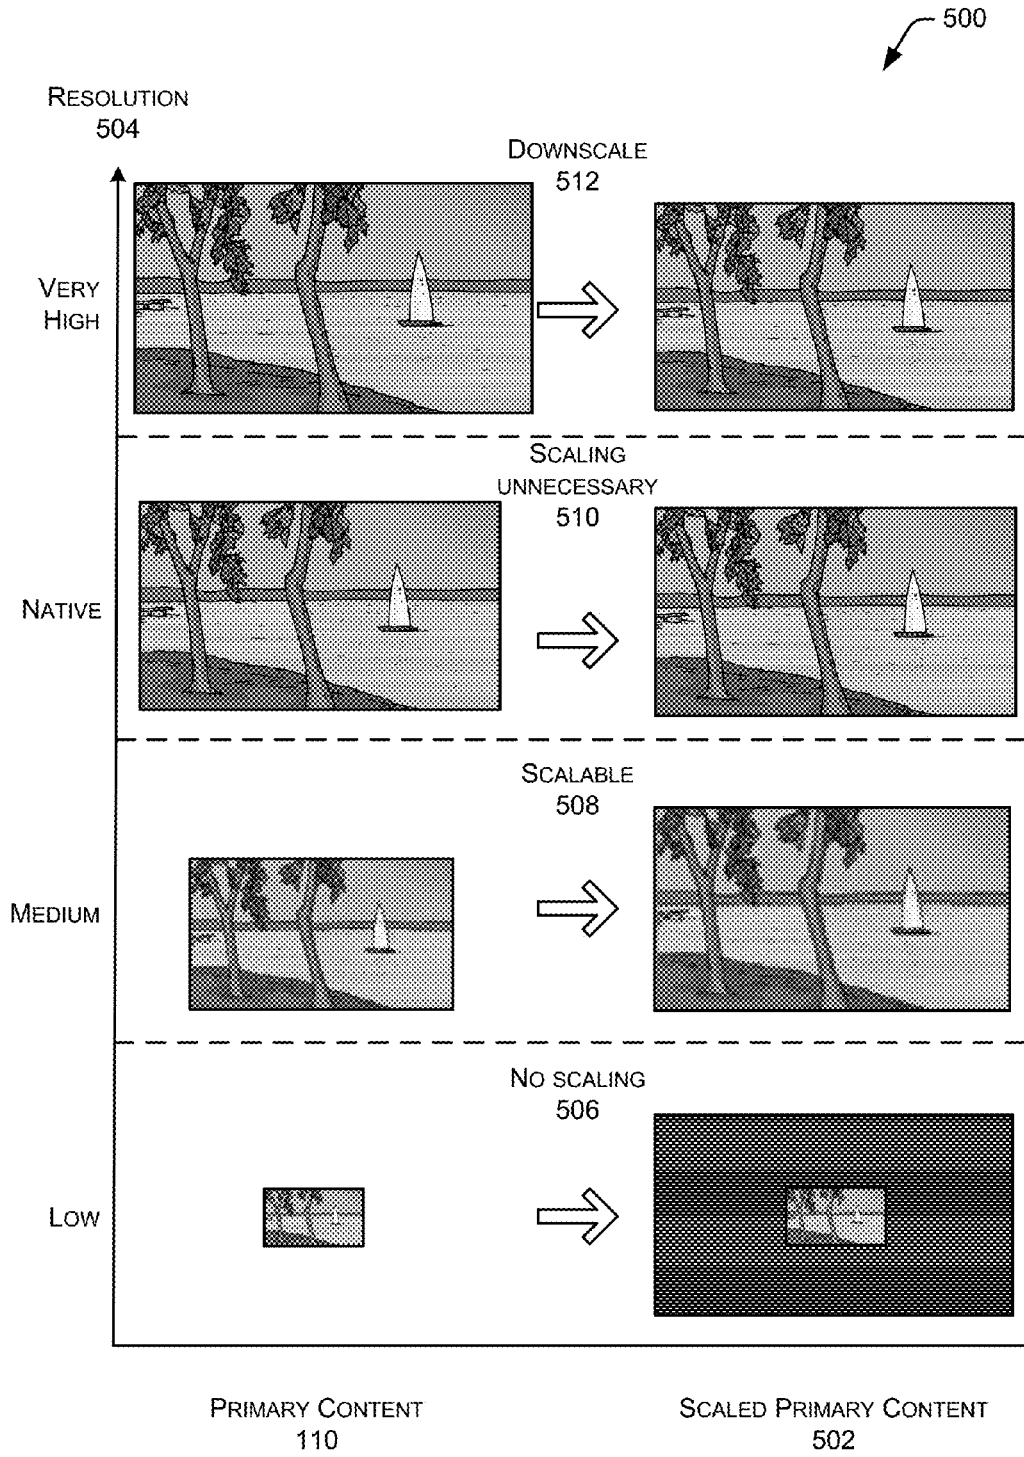 500
RESOLUTION
504
DOWNSCALE
512
VERY
HIGH
SCALING
UNNECESSARY
510
NATIVE
SCALABLE
508
MEDIUM
NO SCALING
506
LOW
PRIMARY CONTENT
110
SCALED PRIMARY CONTENT
502